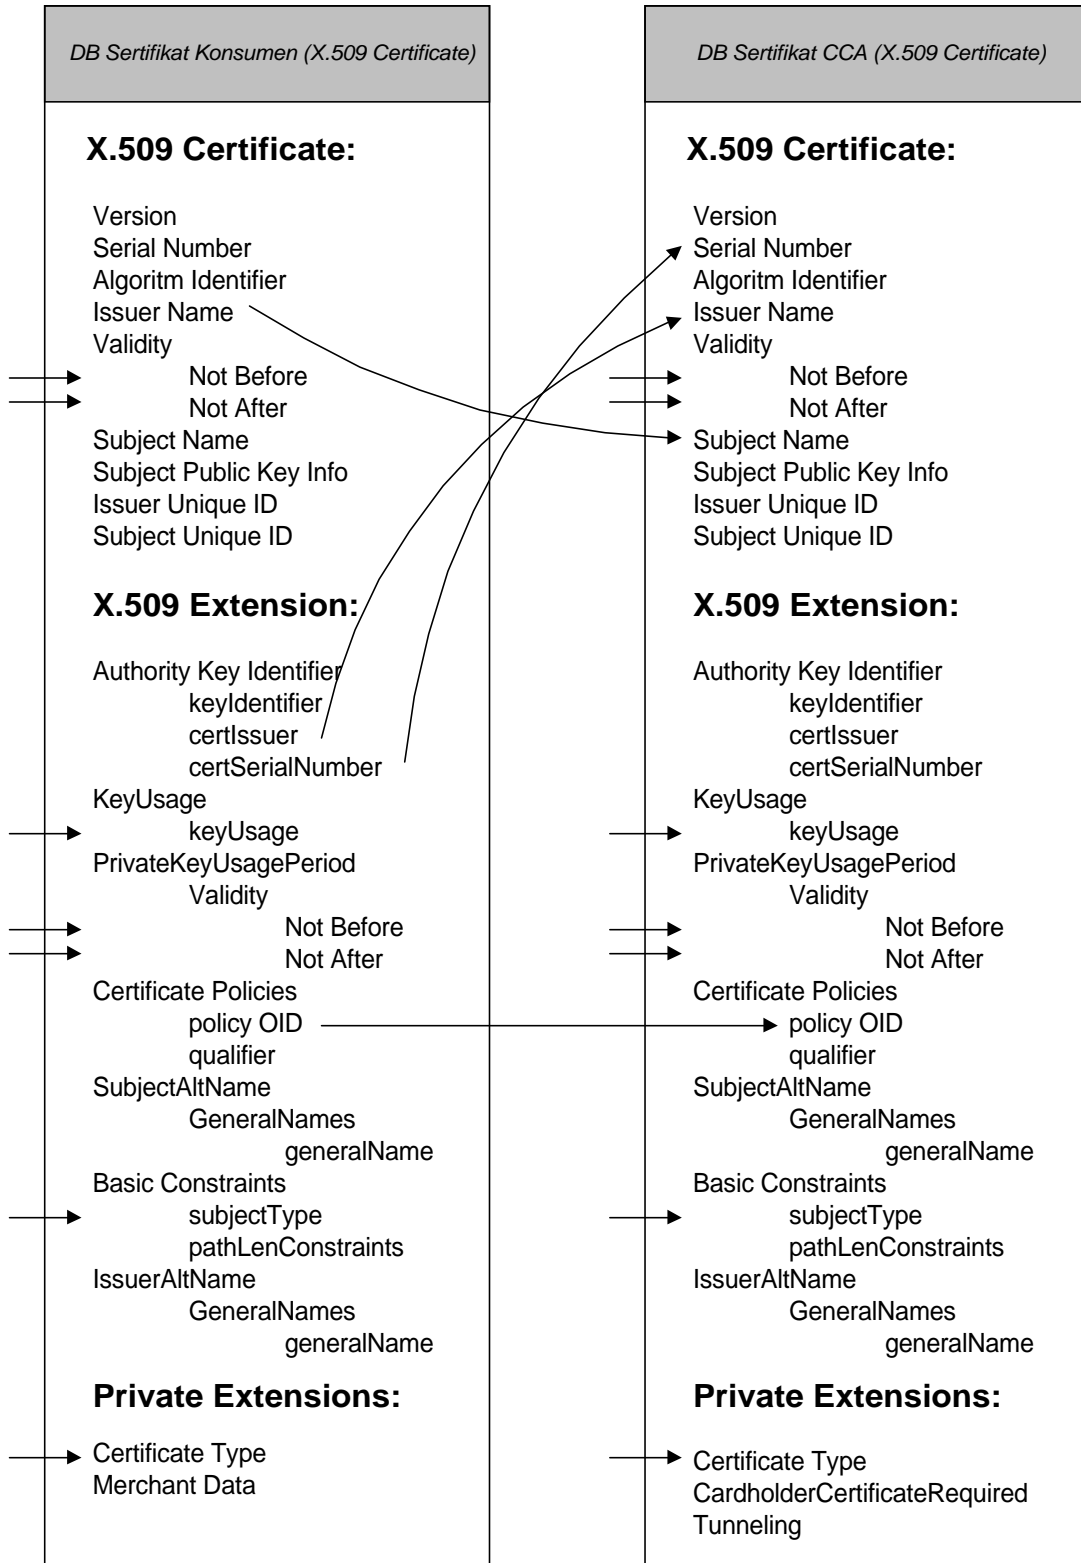 DB Sertifikat Konsumen (X.509 Certificate)
X.509 Certificate:
Version
Serial Number
Algoritm Identifier
Issuer Name
Validity
Not Before
Not After
Subject Name
Subject Public Key Info
Issuer Unique ID
Subject Unique ID
X.509 Extension:
Authority Key Identifier
keyIdentifier
certIssuer
certSerialNumber
KeyUsage
keyUsage
PrivateKeyUsagePeriod
Validity
Not Before
Not After
Certificate Policies
policy OID
qualifier
SubjectAltName
GeneralNames
generalName
Basic Constraints
subjectType
pathLenConstraints
IssuerAltName
GeneralNames
generalName
Private Extensions:
Certificate Type
Merchant Data
DB Sertifikat CCA (X.509 Certificate)
X.509 Certificate:
Version
Serial Number
Algoritm Identifier
Issuer Name
Validity
Not Before
Not After
Subject Name
Subject Public Key Info
Issuer Unique ID
Subject Unique ID
X.509 Extension:
Authority Key Identifier
keyIdentifier
certIssuer
certSerialNumber
KeyUsage
keyUsage
PrivateKeyUsagePeriod
Validity
Not Before
Not After
Certificate Policies
policy OID
qualifier
SubjectAltName
GeneralNames
generalName
Basic Constraints
subjectType
pathLenConstraints
IssuerAltName
GeneralNames
generalName
Private Extensions:
Certificate Type
CardholderCertificateRequired
Tunneling